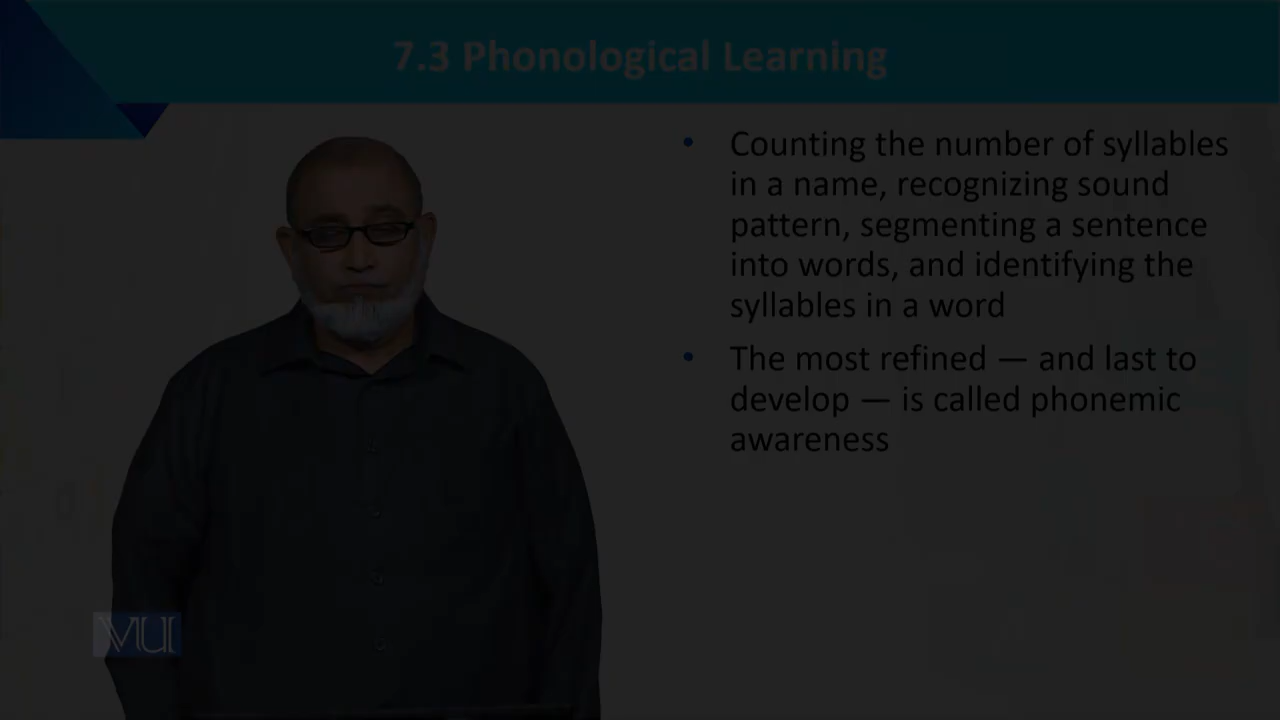 7.3 Phonological Learning
• Counting the number of syllables
in a name, recognizing sound
pattern, segmenting a sentence
into words, and identifying the
syllables in a word
• The most refined — and last to
develop — is called phonemic
awareness
VU